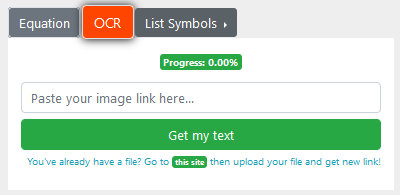 Equation OCR List Symbols
Progress: 0.00%
Paste your image link here...
Get my text
You've already have a file? Go to this site then upload your file and get new link!